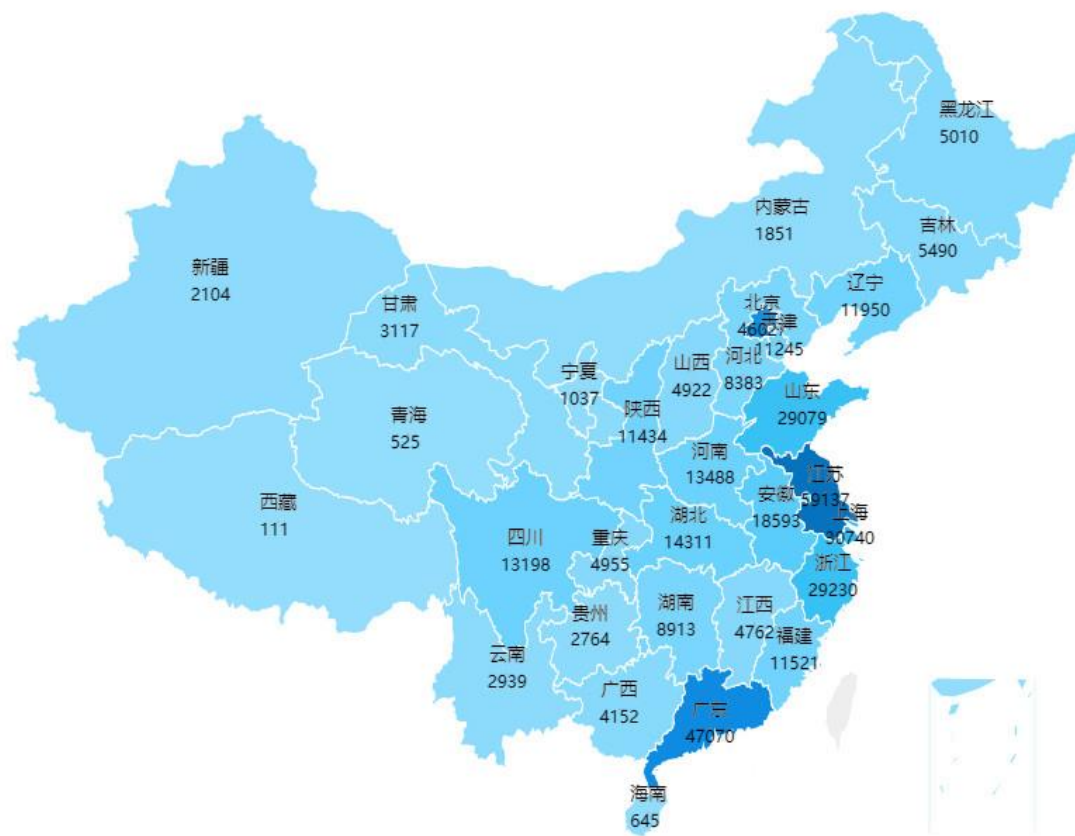 黑龙江
5010
内蒙古
1851
吉林
5490
新疆
2104
辽宁
11950
甘肃
3117
北京
46027
天津
11245
河北
8383
山西
4922
宁夏
1037
山东
29079
陕西
11434
青海
525
河南
13488
江苏
59137
安徽
18593
西藏
111
上海
30740
湖北
14311
四川
13198
重庆
4955
浙江
29230
湖南
8913
江西
4762
贵州
2764
福建
11521
云南
2939
广西
4152
广东
47070
海南
645